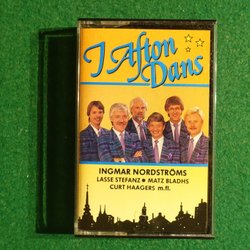 I Afton
Dans
INGMAR NORDSTRÖMS
LASSE STEFANZ • MATZ BLADHS
CURT HAAGERS m.fl.